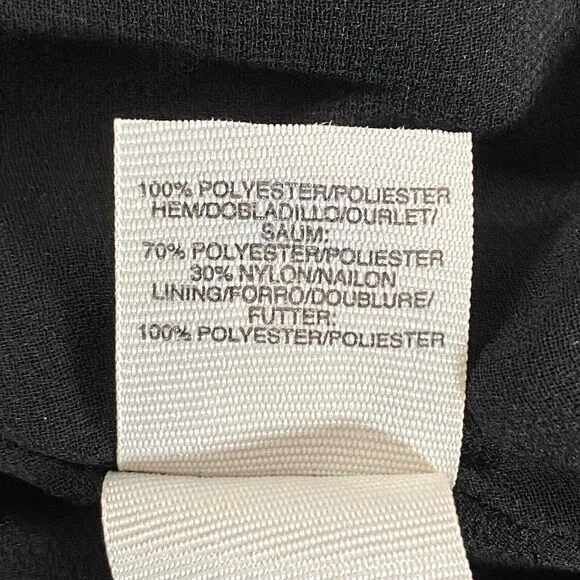 100% POLYESTER/POLIESTER
HEM/DOBLADILLO/OURLET/
SAUM:
70% POLYESTER/POLIESTER
30% NYLON/NAILON
LINING/FORRO/DOUBLURE/
FUTTER:
100% POLYESTER/POLIESTER